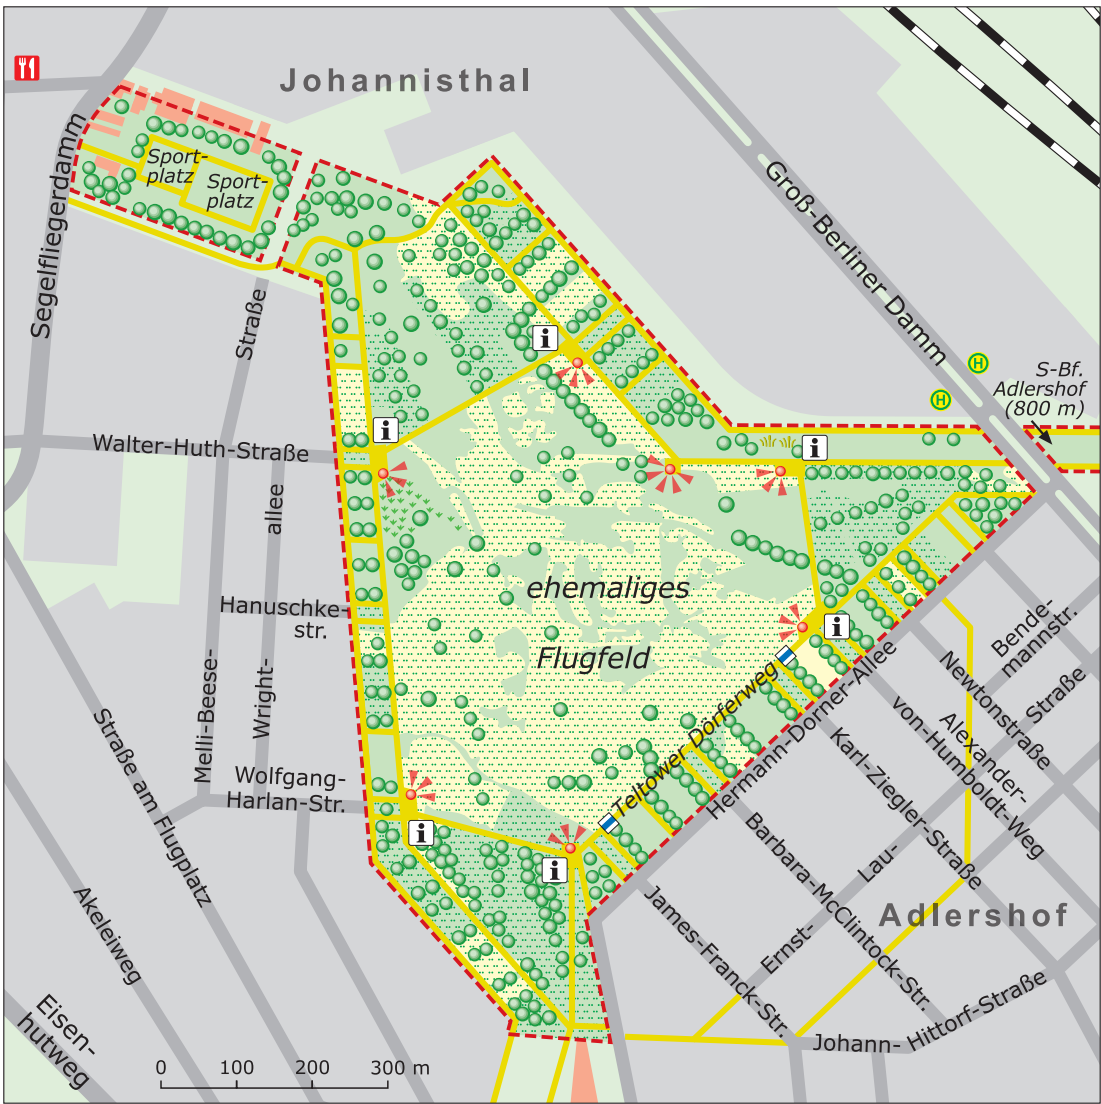 Johannisthal
Segelfliegerdamm
Sport-
platz
Sport-
platz
Groß-Berliner Damm
H
H
S-Bf.
Adlershof
(800 m)
Straße
i
i
i
Walter-Huth-Straße
allee
Hanuschke-
str.
Melli-Beese-
Wright-
ehemaliges
Flugfeld
i
Teltower Dörferweg
Hermann-Dorner-Allee
Bende-
mannstr.
Newtonstraße
Straße
von-Humboldt-Weg
Alexander-
Karl-Ziegler-Straße
Straße am Flugplatz
Wolfgang-
Harlan-Str.
i
i
Barbara-McClintock-Str.
Lau-
Ernst-
Adlershof
James-Franck-Str.
Johann-
Hittorf-Straße
Akeleiweg
Eisen-
hutweg
0 100 200 300 m